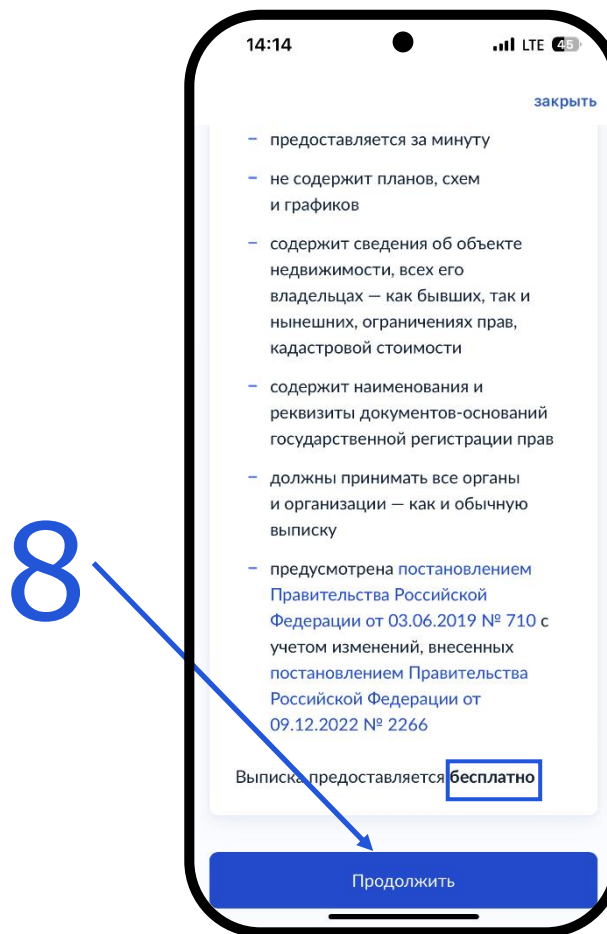 14:14 LTE 45
закрыть
– предоставляется за минуту
– не содержит планов, схем
и графиков
– содержит сведения об объекте
недвижимости, всех его
владельцах — как бывших, так и
нынешних, ограничениях прав,
кадастровой стоимости
– содержит наименования и
реквизиты документов-оснований
государственной регистрации прав
– должны принимать все органы
и организации — как и обычную
выписку
8
– предусмотрена постановлением
Правительства Российской
Федерации от 03.06.2019 № 710 с
учетом изменений, внесенных
постановлением Правительства
Российской Федерации от
09.12.2022 № 2266
Выписка предоставляется бесплатно
Продолжить